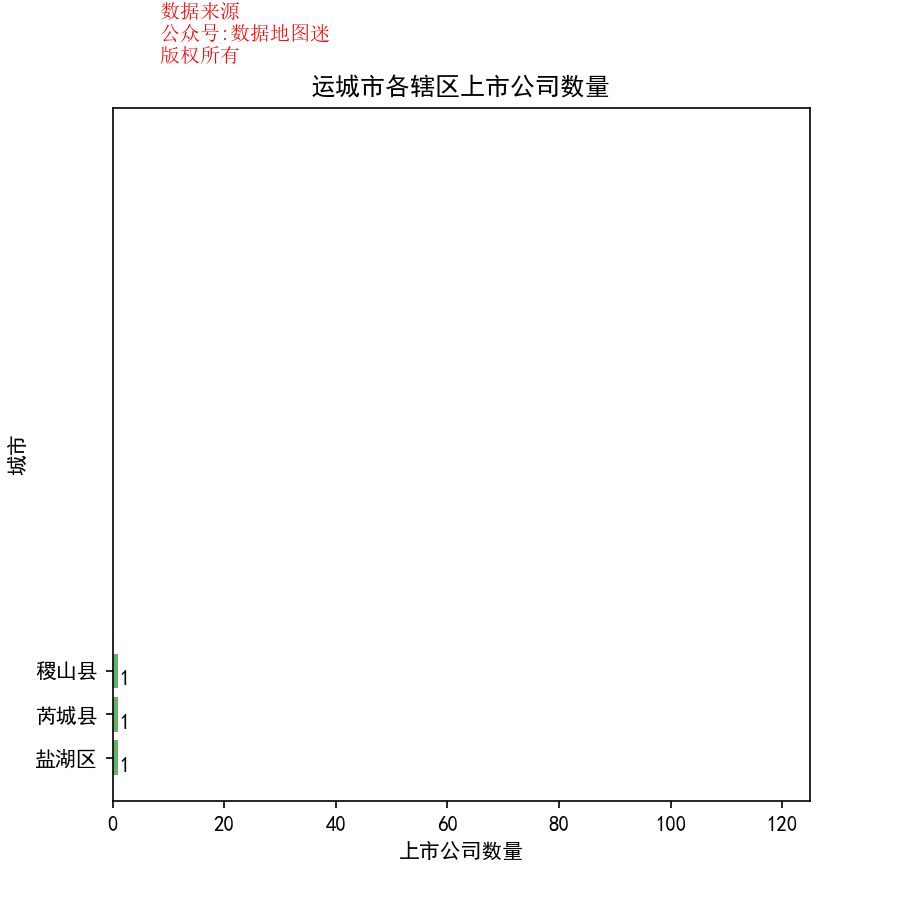 数据来源
公众号:数据地图迷
版权所有
运城市各辖区上市公司数量
城市
稷山县
1
芮城县
1
盐湖区
1
0 20 40 60 80 100 120
上市公司数量